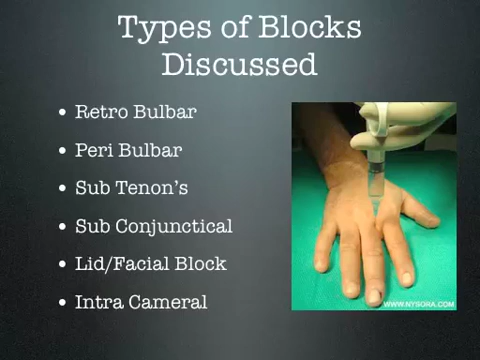 Types of Blocks
Discussed
• Retro Bulbar
• Peri Bulbar
• Sub Tenon's
• Sub Conjunctical
• Lid/Facial Block
• Intra Cameral
WWW.NYSORA.COM